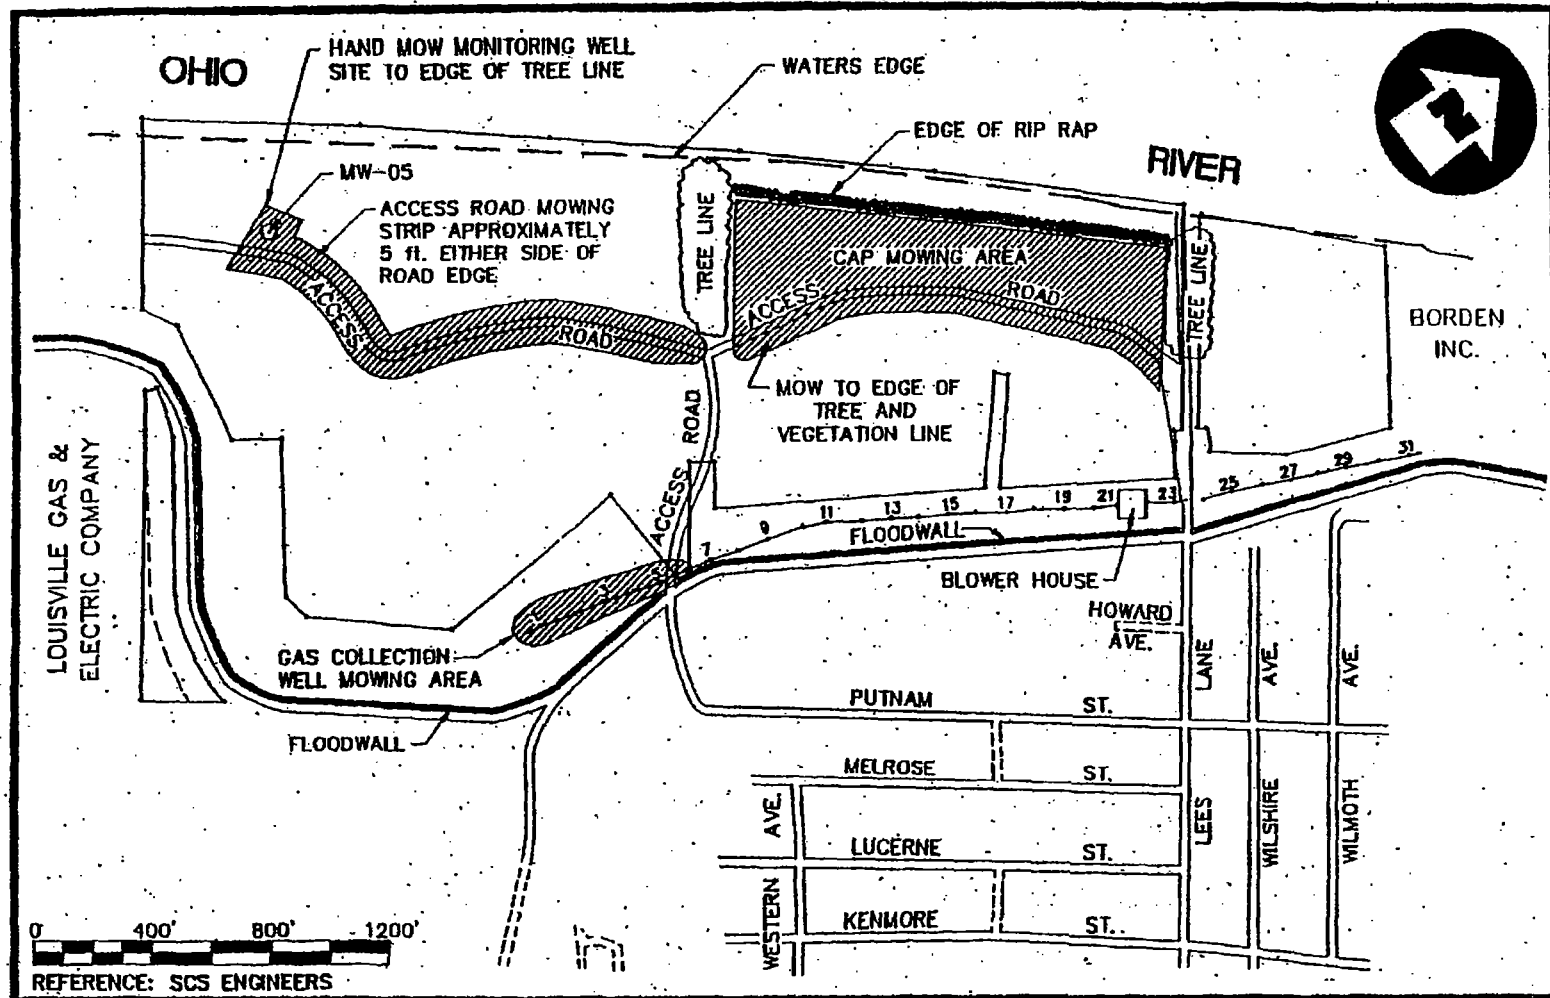 OHIO
HAND MOW MONITORING WELL
SITE TO EDGE OF TREE LINE
WATERS EDGE
EDGE OF RIP RAP
RIVER
N
MW-05
ACCESS ROAD MOWING
STRIP APPROXIMATELY
5 ft. EITHER SIDE OF
ROAD EDGE
TREE LINE
CAP MOWING AREA
TREE LINE
ACCESS
ROAD
ACCESS
ROAD
BORDEN
INC.
MOW TO EDGE OF
TREE AND
VEGETATION LINE
ACCESS ROAD
LOUISVILLE GAS &
ELECTRIC COMPANY
7
9
11
13
15
17
19
21
23
25
27
29
31
FLOODWALL
BLOWER HOUSE
HOWARD
AVE.
GAS COLLECTION
WELL MOWING AREA
FLOODWALL
PUTNAM ST.
MELROSE ST.
LUCERNE ST.
KENMORE ST.
WESTERN AVE.
LEES LANE
WILSHIRE AVE.
WILMOTH AVE.
0 400' 800' 1200'
REFERENCE: SCS ENGINEERS